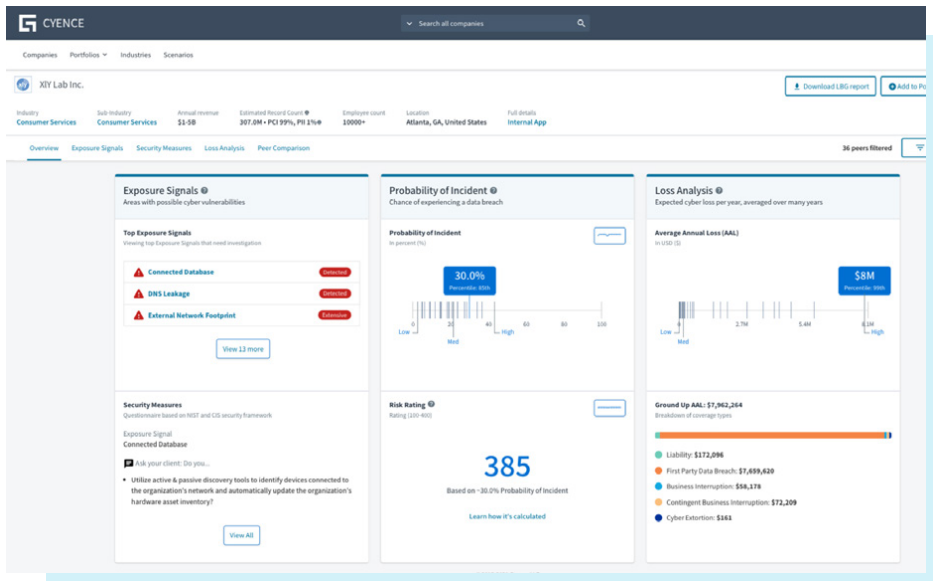 CYENCE
Search all companies
Companies Portfolios Industries Scenarios
XIY Lab Inc.
Download LBG report
Add to Po
Industry Sub-Industry Annual revenue Estimated Record Count Employee count Location Full details
Consumer Services Consumer Services $1-5B 307.0M • PCI 99%, PII 1% 10000+ Atlanta, GA, United States Internal App
Overview Exposure Signals Security Measures Loss Analysis Peer Comparison
36 peers filtered
Exposure Signals
Areas with possible cyber vulnerabilities
Top Exposure Signals
Viewing top Exposure Signals that need investigation
Connected Database Detected
DNS Leakage Detected
External Network Footprint Extensive
View 13 more
Probability of Incident
Chance of experiencing a data breach
Probability of Incident
In percent (%)
30.0%
Percentile: 85th
0 20 40 60 80 100
Low High
Med
Loss Analysis
Expected cyber loss per year, averaged over many years
Average Annual Loss (AAL)
In USD ($)
$8M
Percentile: 99th
0 2.7M 5.4M 8.1M
Low High
Med
Security Measures
Questionnaire based on NIST and CIS security framework
Exposure Signal
Connected Database
Ask your client: Do you...
• Utilize active & passive discovery tools to identify devices connected to
the organization's network and automatically update the organization's
hardware asset inventory?
View All
Risk Rating
Rating (100-400)
385
Based on ~30.0% Probability of Incident
Learn how it's calculated
Ground Up AAL: $7,962,264
Breakdown of coverage types
Liability: $172,096
First Party Data Breach: $7,659,620
Business Interruption: $58,178
Contingent Business Interruption: $72,209
Cyber Extortion: $161